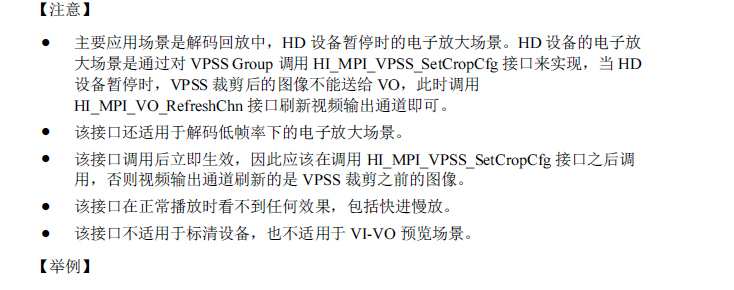 【注意】
● 主要应用场景是解码回放中，HD 设备暂停时的电子放大场景。HD 设备的电子放
大场景是通过对 VPSS Group 调用 HI_MPI_VPSS_SetCropCfg 接口来实现，当 HD
设备暂停时，VPSS 裁剪后的图像不能送给 VO，此时调用
HI_MPI_VO_RefreshChn 接口刷新视频输出通道即可。
● 该接口还适用于解码低帧率下的电子放大场景。
● 该接口调用后立即生效，因此应该在调用 HI_MPI_VPSS_SetCropCfg 接口之后调
用，否则视频输出通道刷新的是 VPSS 裁剪之前的图像。
● 该接口在正常播放时看不到任何效果，包括快进慢放。
● 该接口不适用于标清设备，也不适用于 VI-VO 预览场景。
【举例】